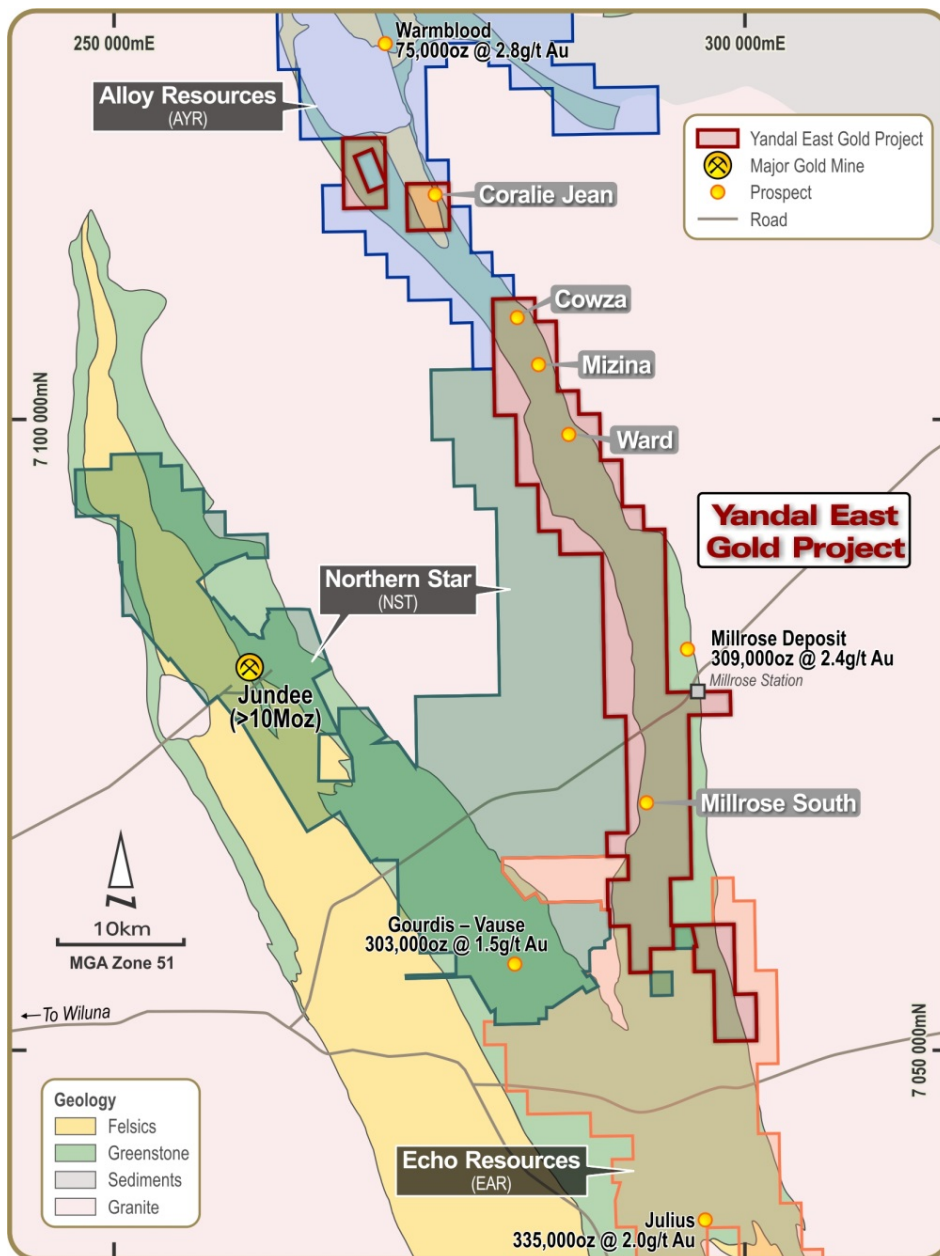 250 000mE
Warmblood
75,000oz @ 2.8g/t Au
300 000mE
Alloy Resources
(AYR)
Yandal East Gold Project
Major Gold Mine
Prospect
Road
Coralie Jean
Cowza
Mizina
7 100 000mN
Ward
Yandal East
Gold Project
Northern Star
(NST)
Millrose Deposit
309,000oz @ 2.4g/t Au
Millrose Station
Jundee
(>10Moz)
Millrose South
N
10km
MGA Zone 51
Gourdis – Vause
303,000oz @ 1.5g/t Au
←To Wiluna
7 050 000mN
Geology
Felsics
Greenstone
Sediments
Granite
Echo Resources
(EAR)
Julius
335,000oz @ 2.0g/t Au